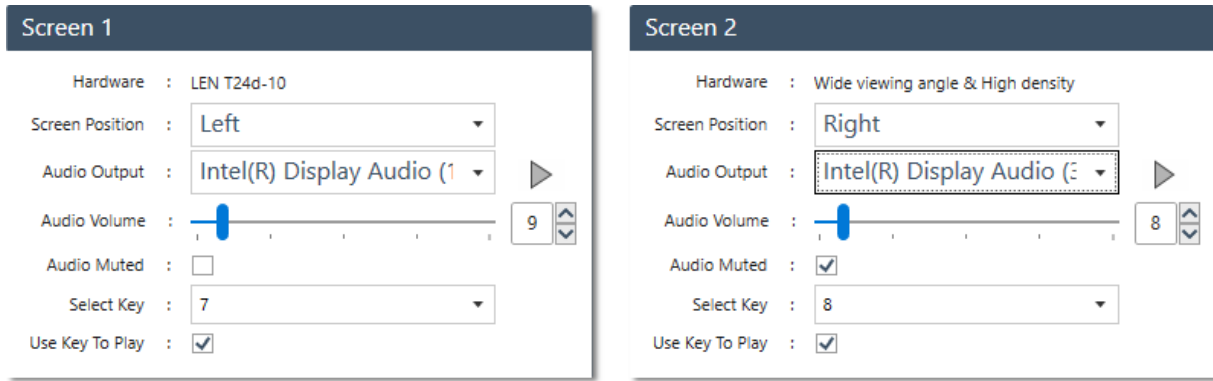 Screen 1
Hardware : LEN T24d-10
Screen Position : Left
Audio Output : Intel(R) Display Audio (1
Audio Volume : 9
Audio Muted :
Select Key : 7
Use Key To Play :
Screen 2
Hardware : Wide viewing angle & High density
Screen Position : Right
Audio Output : Intel(R) Display Audio (
Audio Volume : 8
Audio Muted :
Select Key : 8
Use Key To Play :